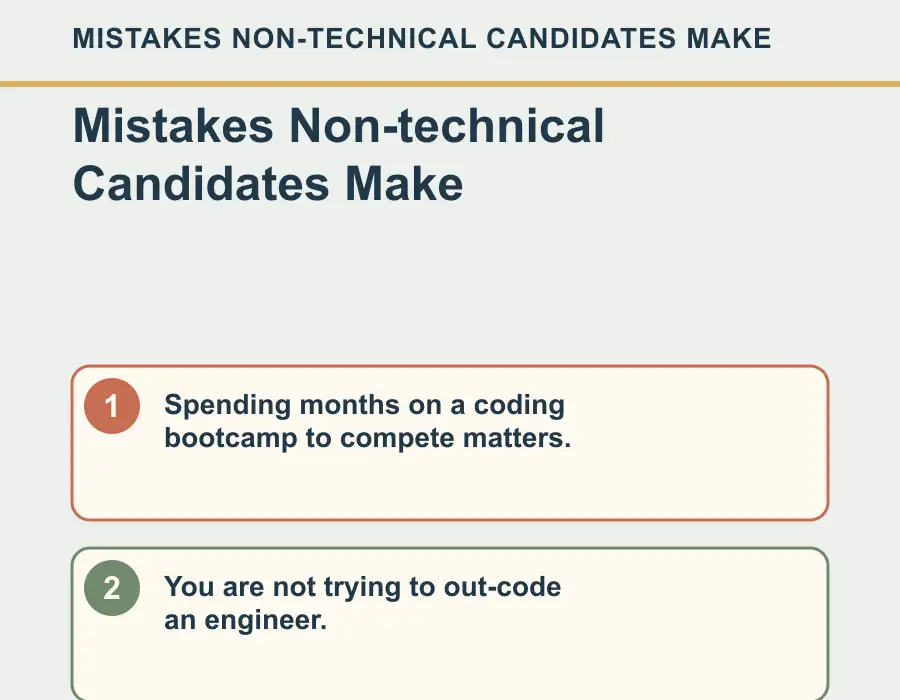 MISTAKES NON-TECHNICAL CANDIDATES MAKE
Mistakes Non-technical
Candidates Make
1
Spending months on a coding
bootcamp to compete matters.
2
You are not trying to out-code
an engineer.